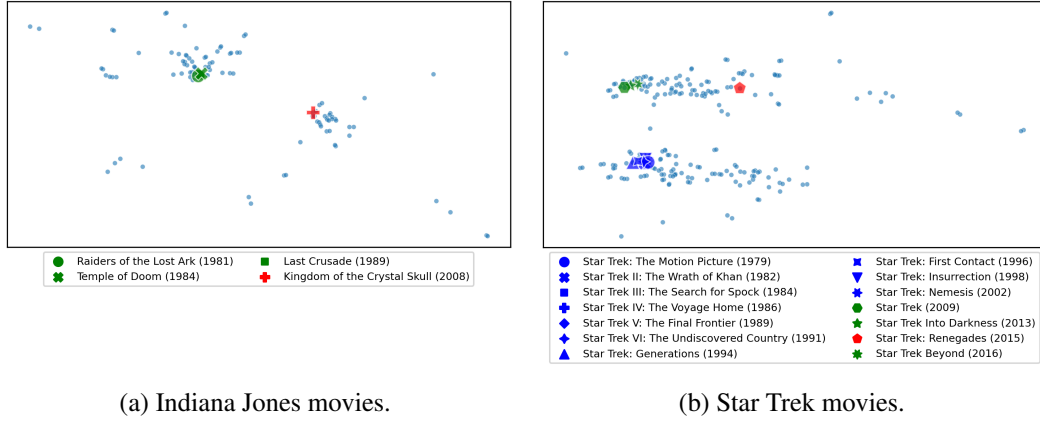 Raiders of the Lost Ark (1981)
Temple of Doom (1984)
Last Crusade (1989)
Kingdom of the Crystal Skull (2008)
Star Trek: The Motion Picture (1979)
Star Trek II: The Wrath of Khan (1982)
Star Trek III: The Search for Spock (1984)
Star Trek IV: The Voyage Home (1986)
Star Trek V: The Final Frontier (1989)
Star Trek VI: The Undiscovered Country (1991)
Star Trek: Generations (1994)
Star Trek: First Contact (1996)
Star Trek: Insurrection (1998)
Star Trek: Nemesis (2002)
Star Trek (2009)
Star Trek Into Darkness (2013)
Star Trek: Renegades (2015)
Star Trek Beyond (2016)
(a) Indiana Jones movies.
(b) Star Trek movies.